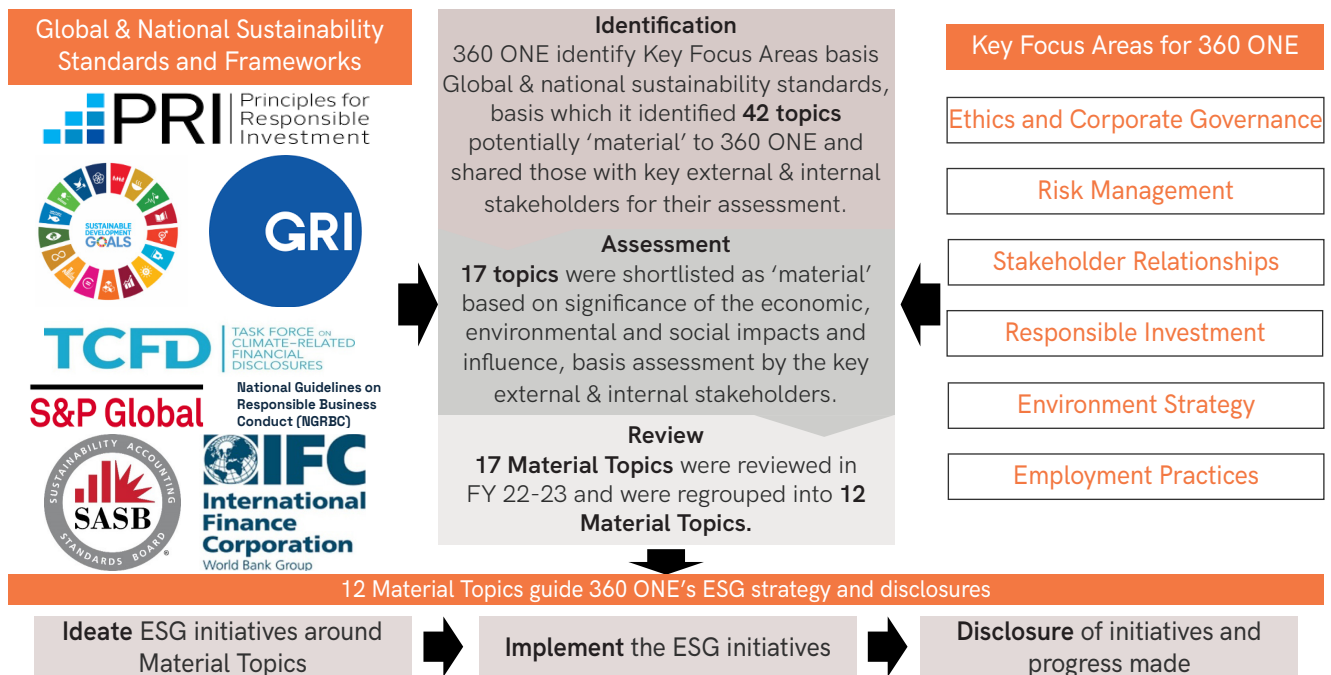 Global & National Sustainability
Standards and Frameworks
PRI
Principles for
Responsible
Investment
SUSTAINABLE
DEVELOPMENT
GOALS
GRI
TCFD
TASK FORCE ON
CLIMATE-RELATED
FINANCIAL
DISCLOSURES
S&P Global
National Guidelines on
Responsible Business
Conduct (NGRBC)
SUSTAINABILITY ACCOUNTING
SASB
STANDARDS BOARD
®
IFC
International
Finance
Corporation
World Bank Group
Identification
360 ONE identify Key Focus Areas basis
Global & national sustainability standards,
basis which it identified 42 topics
potentially ‘material’ to 360 ONE and
shared those with key external & internal
stakeholders for their assessment.
Assessment
17 topics were shortlisted as ‘material’
based on significance of the economic,
environmental and social impacts and
influence, basis assessment by the key
external & internal stakeholders.
Review
17 Material Topics were reviewed in
FY 22-23 and were regrouped into 12
Material Topics.
Key Focus Areas for 360 ONE
Ethics and Corporate Governance
Risk Management
Stakeholder Relationships
Responsible Investment
Environment Strategy
Employment Practices
12 Material Topics guide 360 ONE’s ESG strategy and disclosures
Ideate ESG initiatives around
Material Topics
Implement the ESG initiatives
Disclosure of initiatives and
progress made